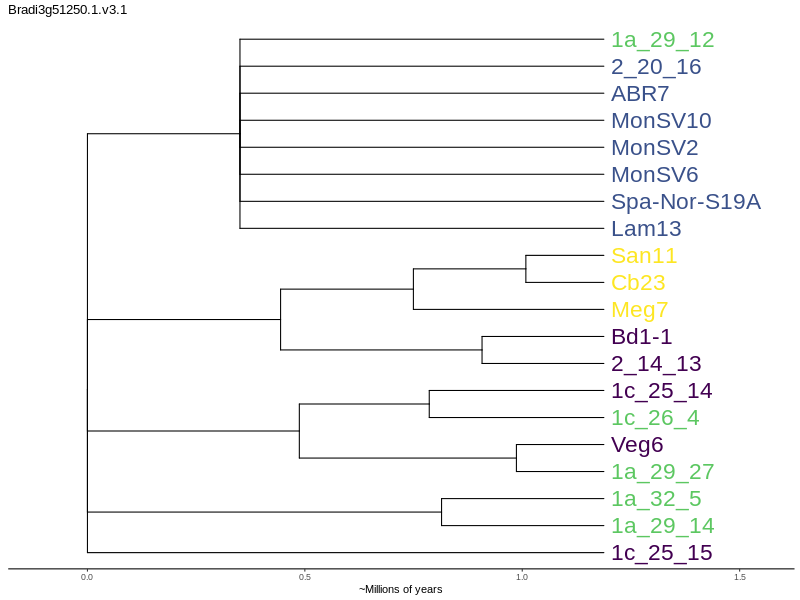 Bradi3g51250.1.v3.1
1a_29_12
2_20_16
ABR7
MonSV10
MonSV2
MonSV6
Spa-Nor-S19A
Lam13
San11
Cb23
Meg7
Bd1-1
2_14_13
1c_25_14
1c_26_4
Veg6
1a_29_27
1a_32_5
1a_29_14
1c_25_15
0.0 0.5 1.0 1.5
~Millions of years